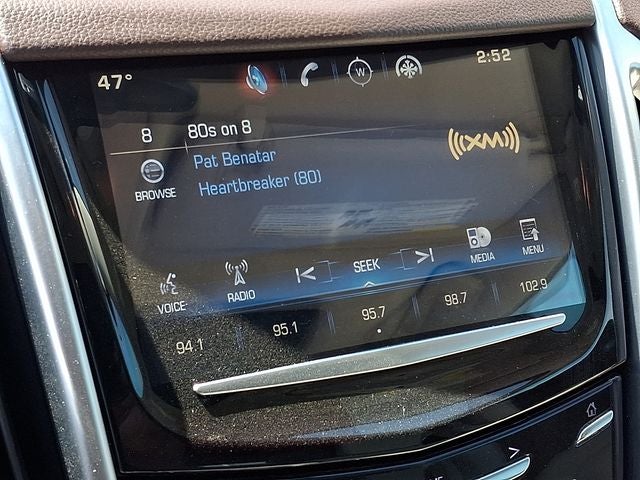 47° W 2:52
8 80s on 8
((XM))
Pat Benatar
BROWSE Heartbreaker (80)
VOICE RADIO SEEK MEDIA MENU
94.1 95.1 95.7 98.7 102.9